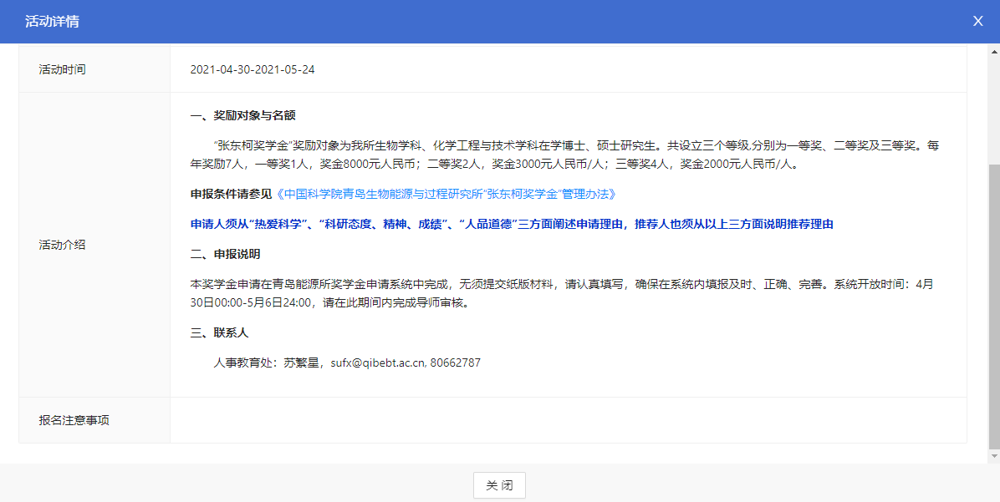 活动详情
X
活动时间
2021-04-30-2021-05-24
活动介绍
一、奖励对象与名额
“张东柯奖学金”奖励对象为我所生物学科、化学工程与技术学科在学博士、硕士研究生。共设立三个等级,分别为一等奖、二等奖及三等奖。每
年奖励7人，一等奖1人，奖金8000元人民币；二等奖2人，奖金3000元人民币/人；三等奖4人，奖金2000元人民币/人。
申报条件请参见《中国科学院青岛生物能源与过程研究所“张东柯奖学金”管理办法》
申请人须从“热爱科学”、“科研态度、精神、成绩”、“人品道德”三方面阐述申请理由，推荐人也须从以上三方面说明推荐理由
二、申报说明
本奖学金申请在青岛能源所奖学金申请系统中完成，无须提交纸版材料，请认真填写，确保在系统内填报及时、正确、完善。系统开放时间：4月
30日00:00-5月6日24:00，请在此期间内完成导师审核。
三、联系人
人事教育处：苏繁星，sufx@qibebt.ac.cn, 80662787
报名注意事项
关 闭